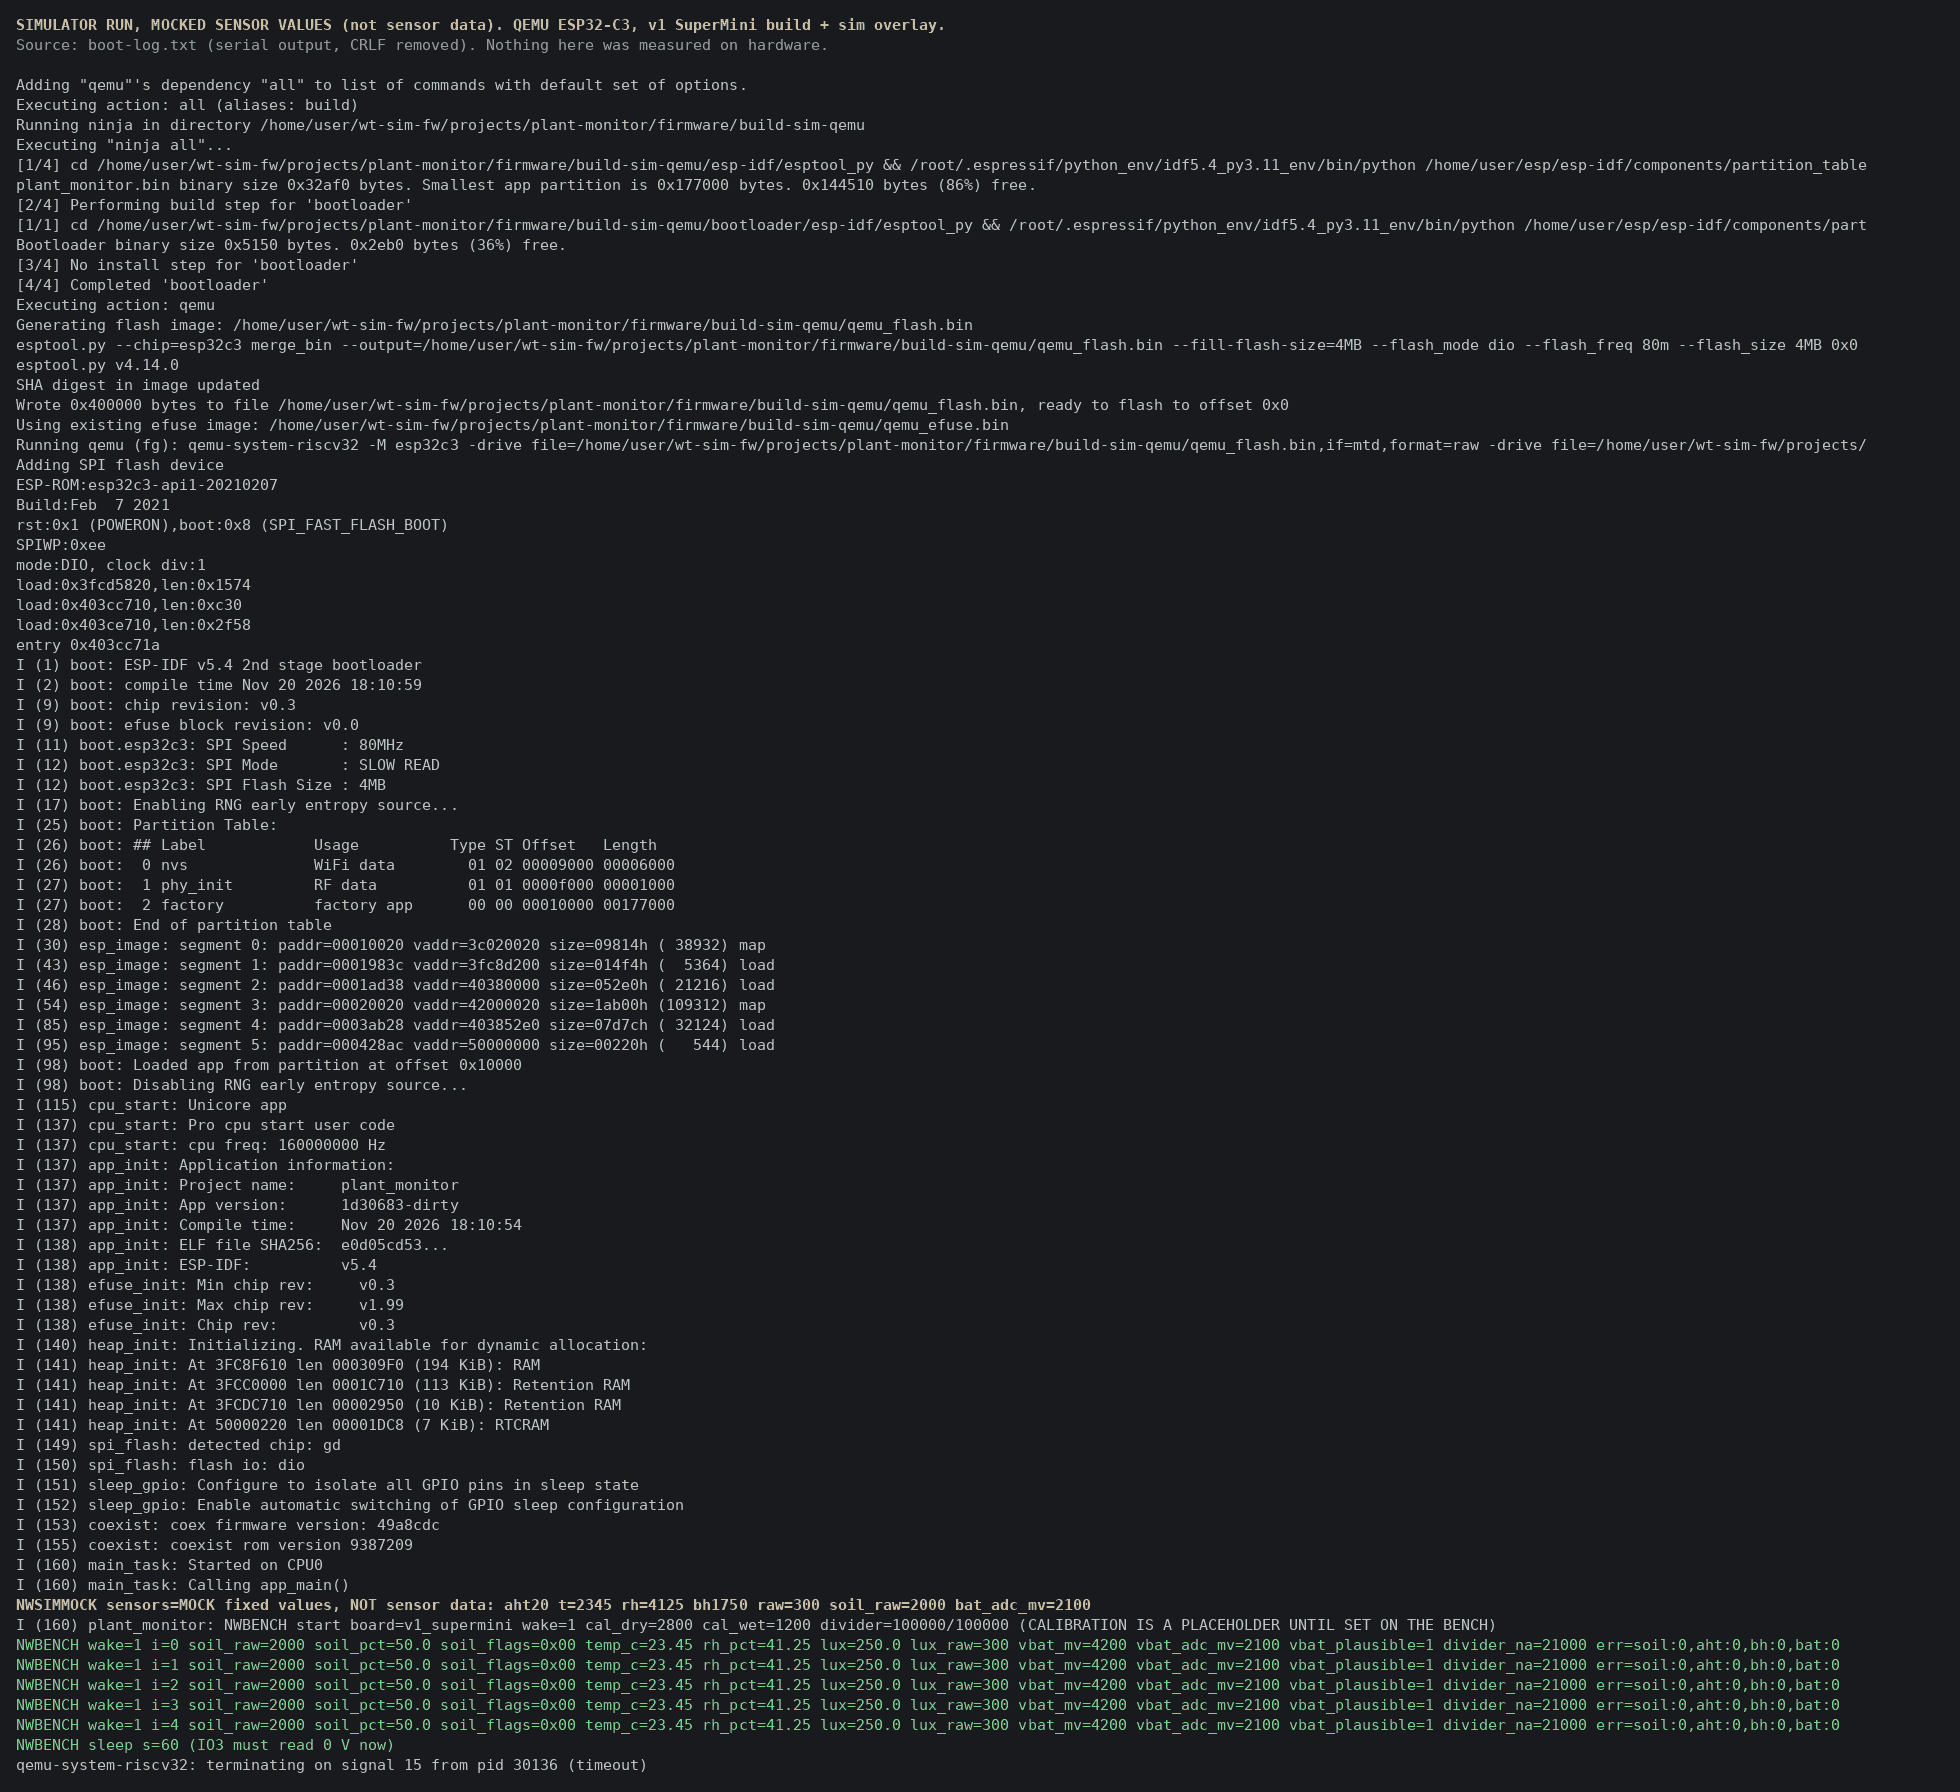 SIMULATOR RUN, MOCKED SENSOR VALUES (not sensor data). QEMU ESP32-C3, v1 SuperMini build + sim overlay.
Source: boot-log.txt (serial output, CRLF removed). Nothing here was measured on hardware.
Adding "qemu"'s dependency "all" to list of commands with default set of options.
Executing action: all (aliases: build)
Running ninja in directory /home/user/wt-sim-fw/projects/plant-monitor/firmware/build-sim-qemu
Executing "ninja all"...
[1/4] cd /home/user/wt-sim-fw/projects/plant-monitor/firmware/build-sim-qemu/esp-idf/esptool_py && /root/.espressif/python_env/idf5.4_py3.11_env/bin/python /home/user/esp/esp-idf/components/partition_table
plant_monitor.bin binary size 0x32af0 bytes. Smallest app partition is 0x177000 bytes. 0x144510 bytes (86%) free.
[2/4] Performing build step for 'bootloader'
[1/1] cd /home/user/wt-sim-fw/projects/plant-monitor/firmware/build-sim-qemu/bootloader/esp-idf/esptool_py && /root/.espressif/python_env/idf5.4_py3.11_env/bin/python /home/user/esp/esp-idf/components/part
Bootloader binary size 0x5150 bytes. 0x2eb0 bytes (36%) free.
[3/4] No install step for 'bootloader'
[4/4] Completed 'bootloader'
Executing action: qemu
Generating flash image: /home/user/wt-sim-fw/projects/plant-monitor/firmware/build-sim-qemu/qemu_flash.bin
esptool.py --chip=esp32c3 merge_bin --output=/home/user/wt-sim-fw/projects/plant-monitor/firmware/build-sim-qemu/qemu_flash.bin --fill-flash-size=4MB --flash_mode dio --flash_freq 80m --flash_size 4MB 0x0
esptool.py v4.14.0
SHA digest in image updated
Wrote 0x400000 bytes to file /home/user/wt-sim-fw/projects/plant-monitor/firmware/build-sim-qemu/qemu_flash.bin, ready to flash to offset 0x0
Using existing efuse image: /home/user/wt-sim-fw/projects/plant-monitor/firmware/build-sim-qemu/qemu_efuse.bin
Running qemu (fg): qemu-system-riscv32 -M esp32c3 -drive file=/home/user/wt-sim-fw/projects/plant-monitor/firmware/build-sim-qemu/qemu_flash.bin,if=mtd,format=raw -drive file=/home/user/wt-sim-fw/projects/
Adding SPI flash device
ESP-ROM:esp32c3-api1-20210207
Build:Feb  7 2021
rst:0x1 (POWERON),boot:0x8 (SPI_FAST_FLASH_BOOT)
SPIWP:0xee
mode:DIO, clock div:1
load:0x3fcd5820,len:0x1574
load:0x403cc710,len:0xc30
load:0x403ce710,len:0x2f58
entry 0x403cc71a
I (1) boot: ESP-IDF v5.4 2nd stage bootloader
I (2) boot: compile time Nov 20 2026 18:10:59
I (9) boot: chip revision: v0.3
I (9) boot: efuse block revision: v0.0
I (11) boot.esp32c3: SPI Speed      : 80MHz
I (12) boot.esp32c3: SPI Mode       : SLOW READ
I (12) boot.esp32c3: SPI Flash Size : 4MB
I (17) boot: Enabling RNG early entropy source...
I (25) boot: Partition Table:
I (26) boot: ## Label            Usage          Type ST Offset   Length
I (26) boot:  0 nvs              WiFi data        01 02 00009000 00006000
I (27) boot:  1 phy_init         RF data          01 01 0000f000 00001000
I (27) boot:  2 factory          factory app      00 00 00010000 00177000
I (28) boot: End of partition table
I (30) esp_image: segment 0: paddr=00010020 vaddr=3c020020 size=09814h ( 38932) map
I (43) esp_image: segment 1: paddr=0001983c vaddr=3fc8d200 size=014f4h (  5364) load
I (46) esp_image: segment 2: paddr=0001ad38 vaddr=40380000 size=052e0h ( 21216) load
I (54) esp_image: segment 3: paddr=00020020 vaddr=42000020 size=1ab00h (109312) map
I (85) esp_image: segment 4: paddr=0003ab28 vaddr=403852e0 size=07d7ch ( 32124) load
I (95) esp_image: segment 5: paddr=000428ac vaddr=50000000 size=00220h (   544) load
I (98) boot: Loaded app from partition at offset 0x10000
I (98) boot: Disabling RNG early entropy source...
I (115) cpu_start: Unicore app
I (137) cpu_start: Pro cpu start user code
I (137) cpu_start: cpu freq: 160000000 Hz
I (137) app_init: Application information:
I (137) app_init: Project name:     plant_monitor
I (137) app_init: App version:      1d30683-dirty
I (137) app_init: Compile time:     Nov 20 2026 18:10:54
I (138) app_init: ELF file SHA256:  e0d05cd53...
I (138) app_init: ESP-IDF:          v5.4
I (138) efuse_init: Min chip rev:     v0.3
I (138) efuse_init: Max chip rev:     v1.99
I (138) efuse_init: Chip rev:         v0.3
I (140) heap_init: Initializing. RAM available for dynamic allocation:
I (141) heap_init: At 3FC8F610 len 000309F0 (194 KiB): RAM
I (141) heap_init: At 3FCC0000 len 0001C710 (113 KiB): Retention RAM
I (141) heap_init: At 3FCDC710 len 00002950 (10 KiB): Retention RAM
I (141) heap_init: At 50000220 len 00001DC8 (7 KiB): RTCRAM
I (149) spi_flash: detected chip: gd
I (150) spi_flash: flash io: dio
I (151) sleep_gpio: Configure to isolate all GPIO pins in sleep state
I (152) sleep_gpio: Enable automatic switching of GPIO sleep configuration
I (153) coexist: coex firmware version: 49a8cdc
I (155) coexist: coexist rom version 9387209
I (160) main_task: Started on CPU0
I (160) main_task: Calling app_main()
NWSIMMOCK sensors=MOCK fixed values, NOT sensor data: aht20 t=2345 rh=4125 bh1750 raw=300 soil_raw=2000 bat_adc_mv=2100
I (160) plant_monitor: NWBENCH start board=v1_supermini wake=1 cal_dry=2800 cal_wet=1200 divider=100000/100000 (CALIBRATION IS A PLACEHOLDER UNTIL SET ON THE BENCH)
NWBENCH wake=1 i=0 soil_raw=2000 soil_pct=50.0 soil_flags=0x00 temp_c=23.45 rh_pct=41.25 lux=250.0 lux_raw=300 vbat_mv=4200 vbat_adc_mv=2100 vbat_plausible=1 divider_na=21000 err=soil:0,aht:0,bh:0,bat:0
NWBENCH wake=1 i=1 soil_raw=2000 soil_pct=50.0 soil_flags=0x00 temp_c=23.45 rh_pct=41.25 lux=250.0 lux_raw=300 vbat_mv=4200 vbat_adc_mv=2100 vbat_plausible=1 divider_na=21000 err=soil:0,aht:0,bh:0,bat:0
NWBENCH wake=1 i=2 soil_raw=2000 soil_pct=50.0 soil_flags=0x00 temp_c=23.45 rh_pct=41.25 lux=250.0 lux_raw=300 vbat_mv=4200 vbat_adc_mv=2100 vbat_plausible=1 divider_na=21000 err=soil:0,aht:0,bh:0,bat:0
NWBENCH wake=1 i=3 soil_raw=2000 soil_pct=50.0 soil_flags=0x00 temp_c=23.45 rh_pct=41.25 lux=250.0 lux_raw=300 vbat_mv=4200 vbat_adc_mv=2100 vbat_plausible=1 divider_na=21000 err=soil:0,aht:0,bh:0,bat:0
NWBENCH wake=1 i=4 soil_raw=2000 soil_pct=50.0 soil_flags=0x00 temp_c=23.45 rh_pct=41.25 lux=250.0 lux_raw=300 vbat_mv=4200 vbat_adc_mv=2100 vbat_plausible=1 divider_na=21000 err=soil:0,aht:0,bh:0,bat:0
NWBENCH sleep s=60 (IO3 must read 0 V now)
qemu-system-riscv32: terminating on signal 15 from pid 30136 (timeout)